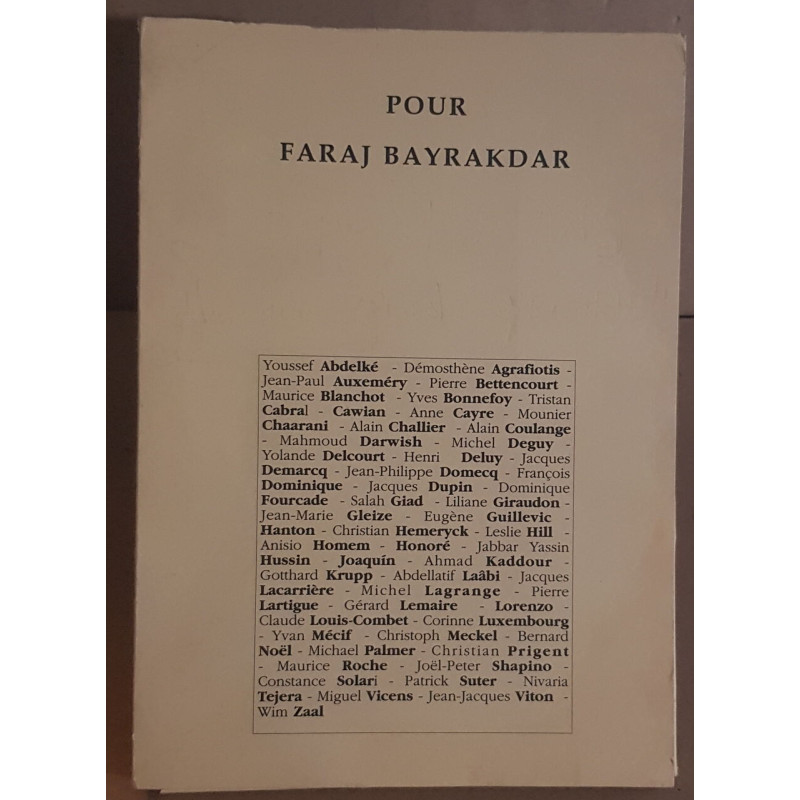 POUR
FARAJ BAYRAKDAR
Youssef Abdelké - Démosthène Agrafiotis -
Jean-Paul Auxeméry - Pierre Bettencourt -
Maurice Blanchot - Yves Bonnefoy - Tristan
Cabral - Cawian - Anne Cayre - Mounier
Chaarani - Alain Challier - Alain Coulange
- Mahmoud Darwish - Michel Deguy -
Yolande Delcourt - Henri Deluy - Jacques
Demarcq - Jean-Philippe Domecq - François
Dominique - Jacques Dupin - Dominique
Fourcade - Salah Giad - Liliane Giraudon -
Jean-Marie Gleize - Eugène Guillevic -
Hanton - Christian Hemeryck - Leslie Hill -
Anisio Homem - Honoré - Jabbar Yassin
Hussin - Joaquín - Ahmad Kaddour -
Gotthard Krupp - Abdellatif Laâbi - Jacques
Lacarrière - Michel Lagrange - Pierre
Lartigue - Gérard Lemaire - Lorenzo -
Claude Louis-Combet - Corinne Luxembourg
- Yvan Mécif - Christoph Meckel - Bernard
Noël - Michael Palmer - Christian Prigent
- Maurice Roche - Joël-Peter Shapino -
Constance Solari - Patrick Suter - Nivaria
Tejera - Miguel Vicens - Jean-Jacques Viton -
Wim Zaal